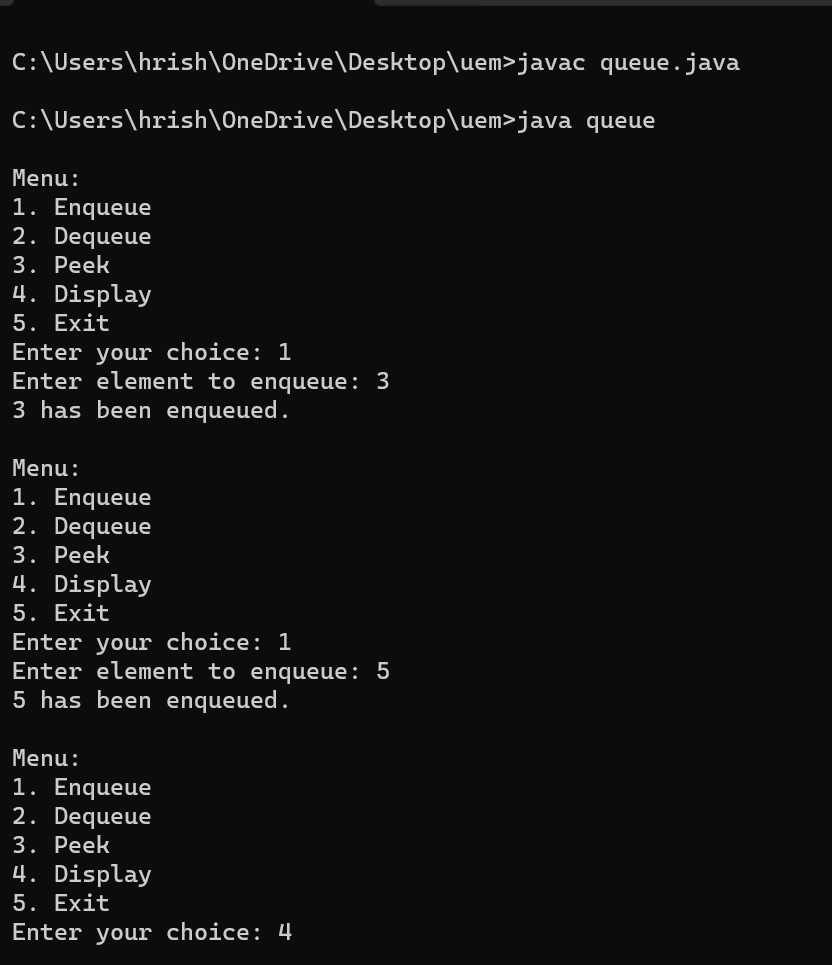 C:\Users\hrish\OneDrive\Desktop\uem>javac queue.java
C:\Users\hrish\OneDrive\Desktop\uem>java queue
Menu:
1. Enqueue
2. Dequeue
3. Peek
4. Display
5. Exit
Enter your choice: 1
Enter element to enqueue: 3
3 has been enqueued.
Menu:
1. Enqueue
2. Dequeue
3. Peek
4. Display
5. Exit
Enter your choice: 1
Enter element to enqueue: 5
5 has been enqueued.
Menu:
1. Enqueue
2. Dequeue
3. Peek
4. Display
5. Exit
Enter your choice: 4